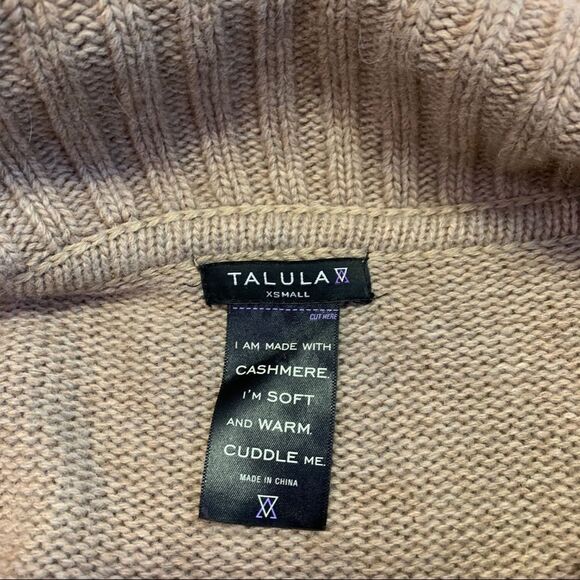 TALULA
XSMALL
CUT HERE
I AM MADE WITH
CASHMERE.
I'M SOFT
AND WARM.
CUDDLE ME.
MADE IN CHINA